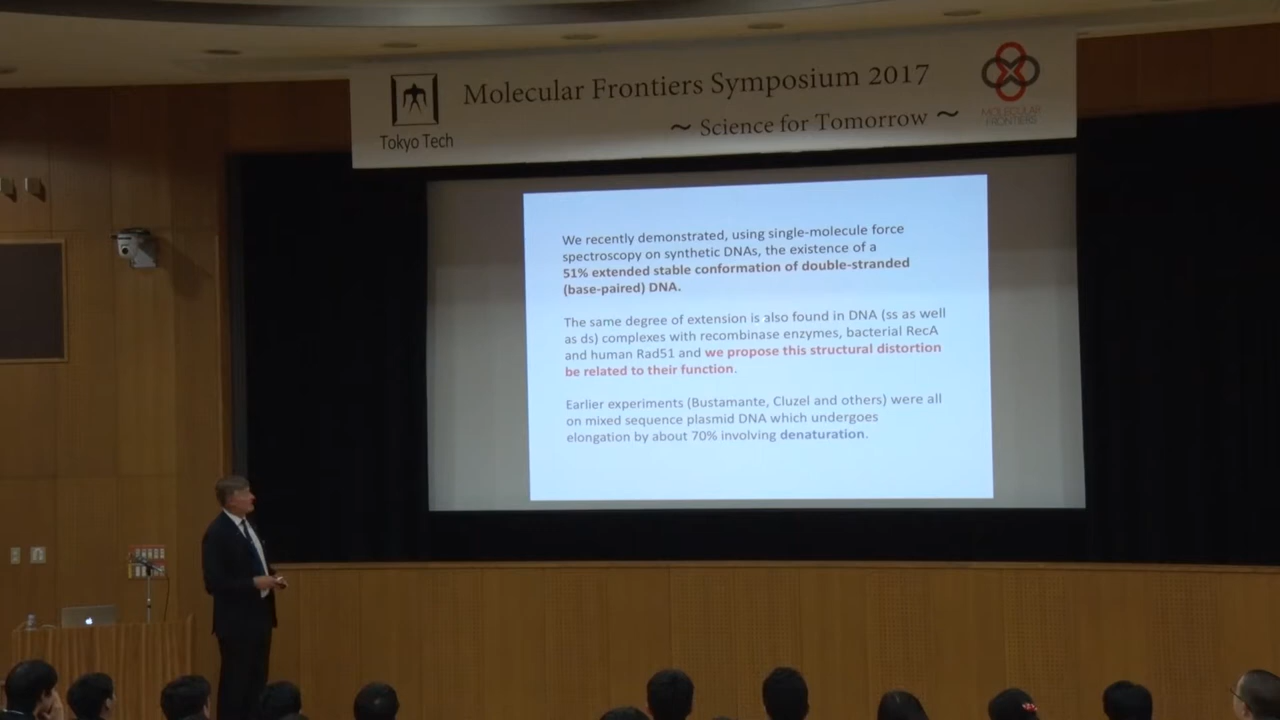 Molecular Frontiers Symposium 2017
~ Science for Tomorrow ~
Tokyo Tech
MOLECULAR
FRONTIERS
We recently demonstrated, using single-molecule force
spectroscopy on synthetic DNAs, the existence of a
51% extended stable conformation of double-stranded
(base-paired) DNA.
The same degree of extension is also found in DNA (ss as well
as ds) complexes with recombinase enzymes, bacterial RecA
and human Rad51 and we propose this structural distortion
be related to their function.
Earlier experiments (Bustamante, Cluzel and others) were all
on mixed sequence plasmid DNA which undergoes
elongation by about 70% involving denaturation.